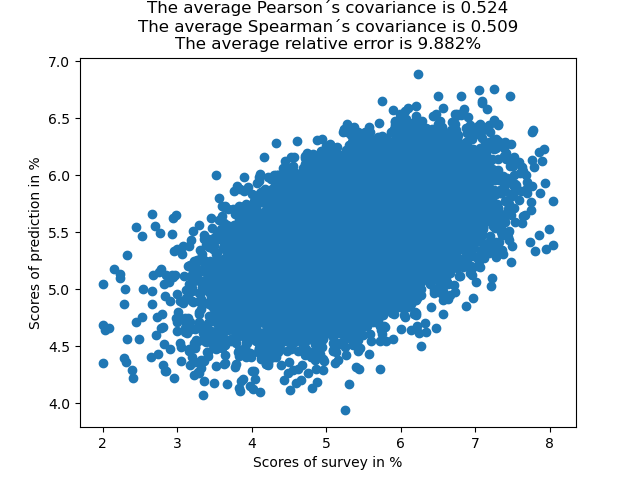 The average Pearson´s covariance is 0.524
The average Spearman´s covariance is 0.509
The average relative error is 9.882%
7.0
6.5
6.0
5.5
5.0
4.5
4.0
Scores of prediction in %
2 3 4 5 6 7 8
Scores of survey in %